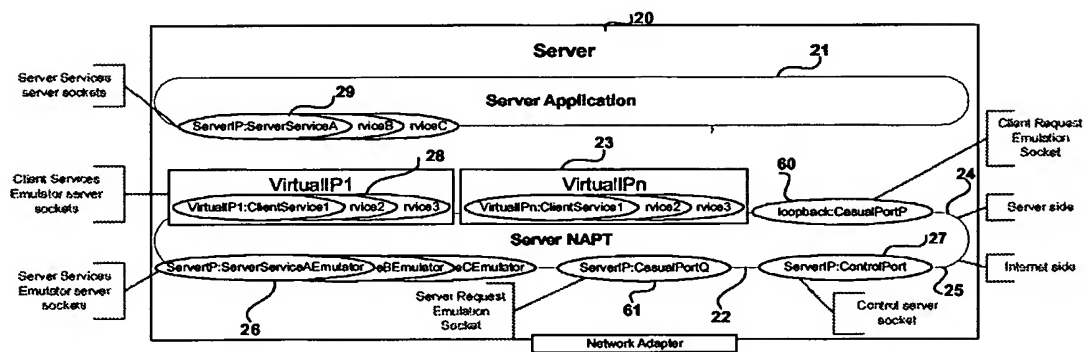 20
Server
21
Server Services
server sockets
29
Server Application
ServerIP:ServerServiceA
rviceB
rviceC
Client Request
Emulation
Socket
23
28
60
24
Client Services
Emulator server
sockets
VirtualIP1
VirtualIPn
VirtualIP1:ClientService1
rvice2
rvice3
VirtualIPn:ClientService1
rvice2
rvice3
loopback:CasualPortP
Server side
Server NAPT
27
Server Services
Emulator server
sockets
ServerIP:ServerServiceAEmulator
eBEmulator
eCEmulator
ServerIP:CasualPortQ
ServerIP:ControlPort
Internet side
26
Server Request
Emulation
Socket
61
22
25
Control server
socket
Network Adapter